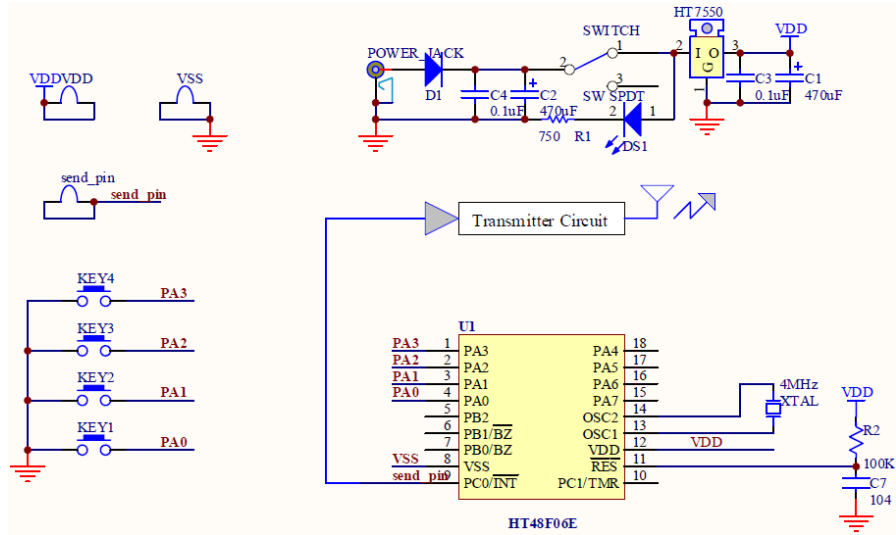 HT7550
SWITCH
VDD
POWER_JACK
1
2
2
I O
3
G
VDD VDD
VSS
D1
C4
0.1uF
C2
470uF
3
SW SPDT
1
C3
0.1uF
C1
470uF
2
1
750
R1
DS1
send_pin
send_pin
Transmitter Circuit
KEY4
PA3
KEY3
PA2
KEY2
PA1
KEY1
PA0
U1
PA3 1 PA3 PA4 18
PA2 2 PA2 PA5 17
PA1 3 PA1 PA6 16
PA0 4 PA0 PA7 15
5 PB2 OSC2 14
6 PB1/BZ OSC1 13
7 PB0/BZ VDD 12 VDD
VSS 8 VSS RES 11
send_pin 9 PC0/INT PC1/TMR 10
HT48F06E
4MHz
XTAL
VDD
R2
100K
C7
104